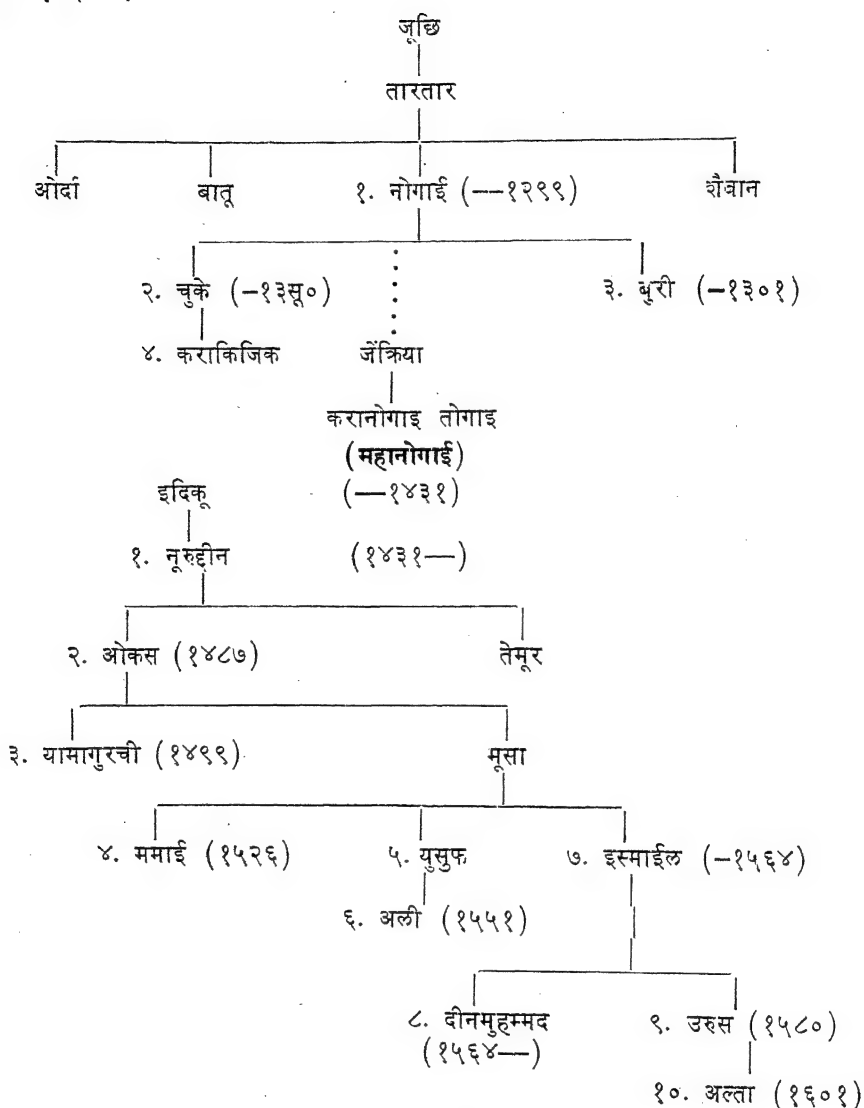 जूछि
तारतार
ओर्दा बातू १. नोगाई (—१२९९) शैबान
२. चुके (–१३सू०) ३. बुरी (–१३०१)
४. कराकिजिक जेंक्रिया
करानोगाइ तोगाइ
(महानोगाई)
इदिकू (—१४३१)
१. नूरुद्दीन (१४३१—)
२. ओकस (१४८७) तेमूर
३. यामागुरची (१४९९) मूसा
४. ममाई (१५२६) ५. युसुफ ७. इस्माईल (–१५६४)
६. अली (१५५१)
८. दीनमुहम्मद ९. उरुस (१५८०)
(१५६४—)
१०. अल्ता (१६०१)